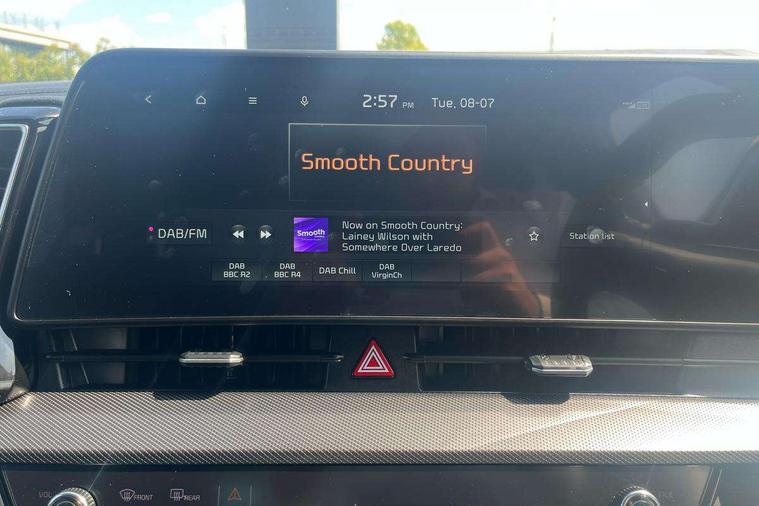 2:57 PM Tue, 08-07
Smooth Country
DAB/FM
Smooth
Now on Smooth Country:
Lainey Wilson with
Somewhere Over Laredo
Station list
DAB
BBC R2
DAB
BBC R4
DAB Chill
DAB
VirginCh
VOL
FRONT
REAR